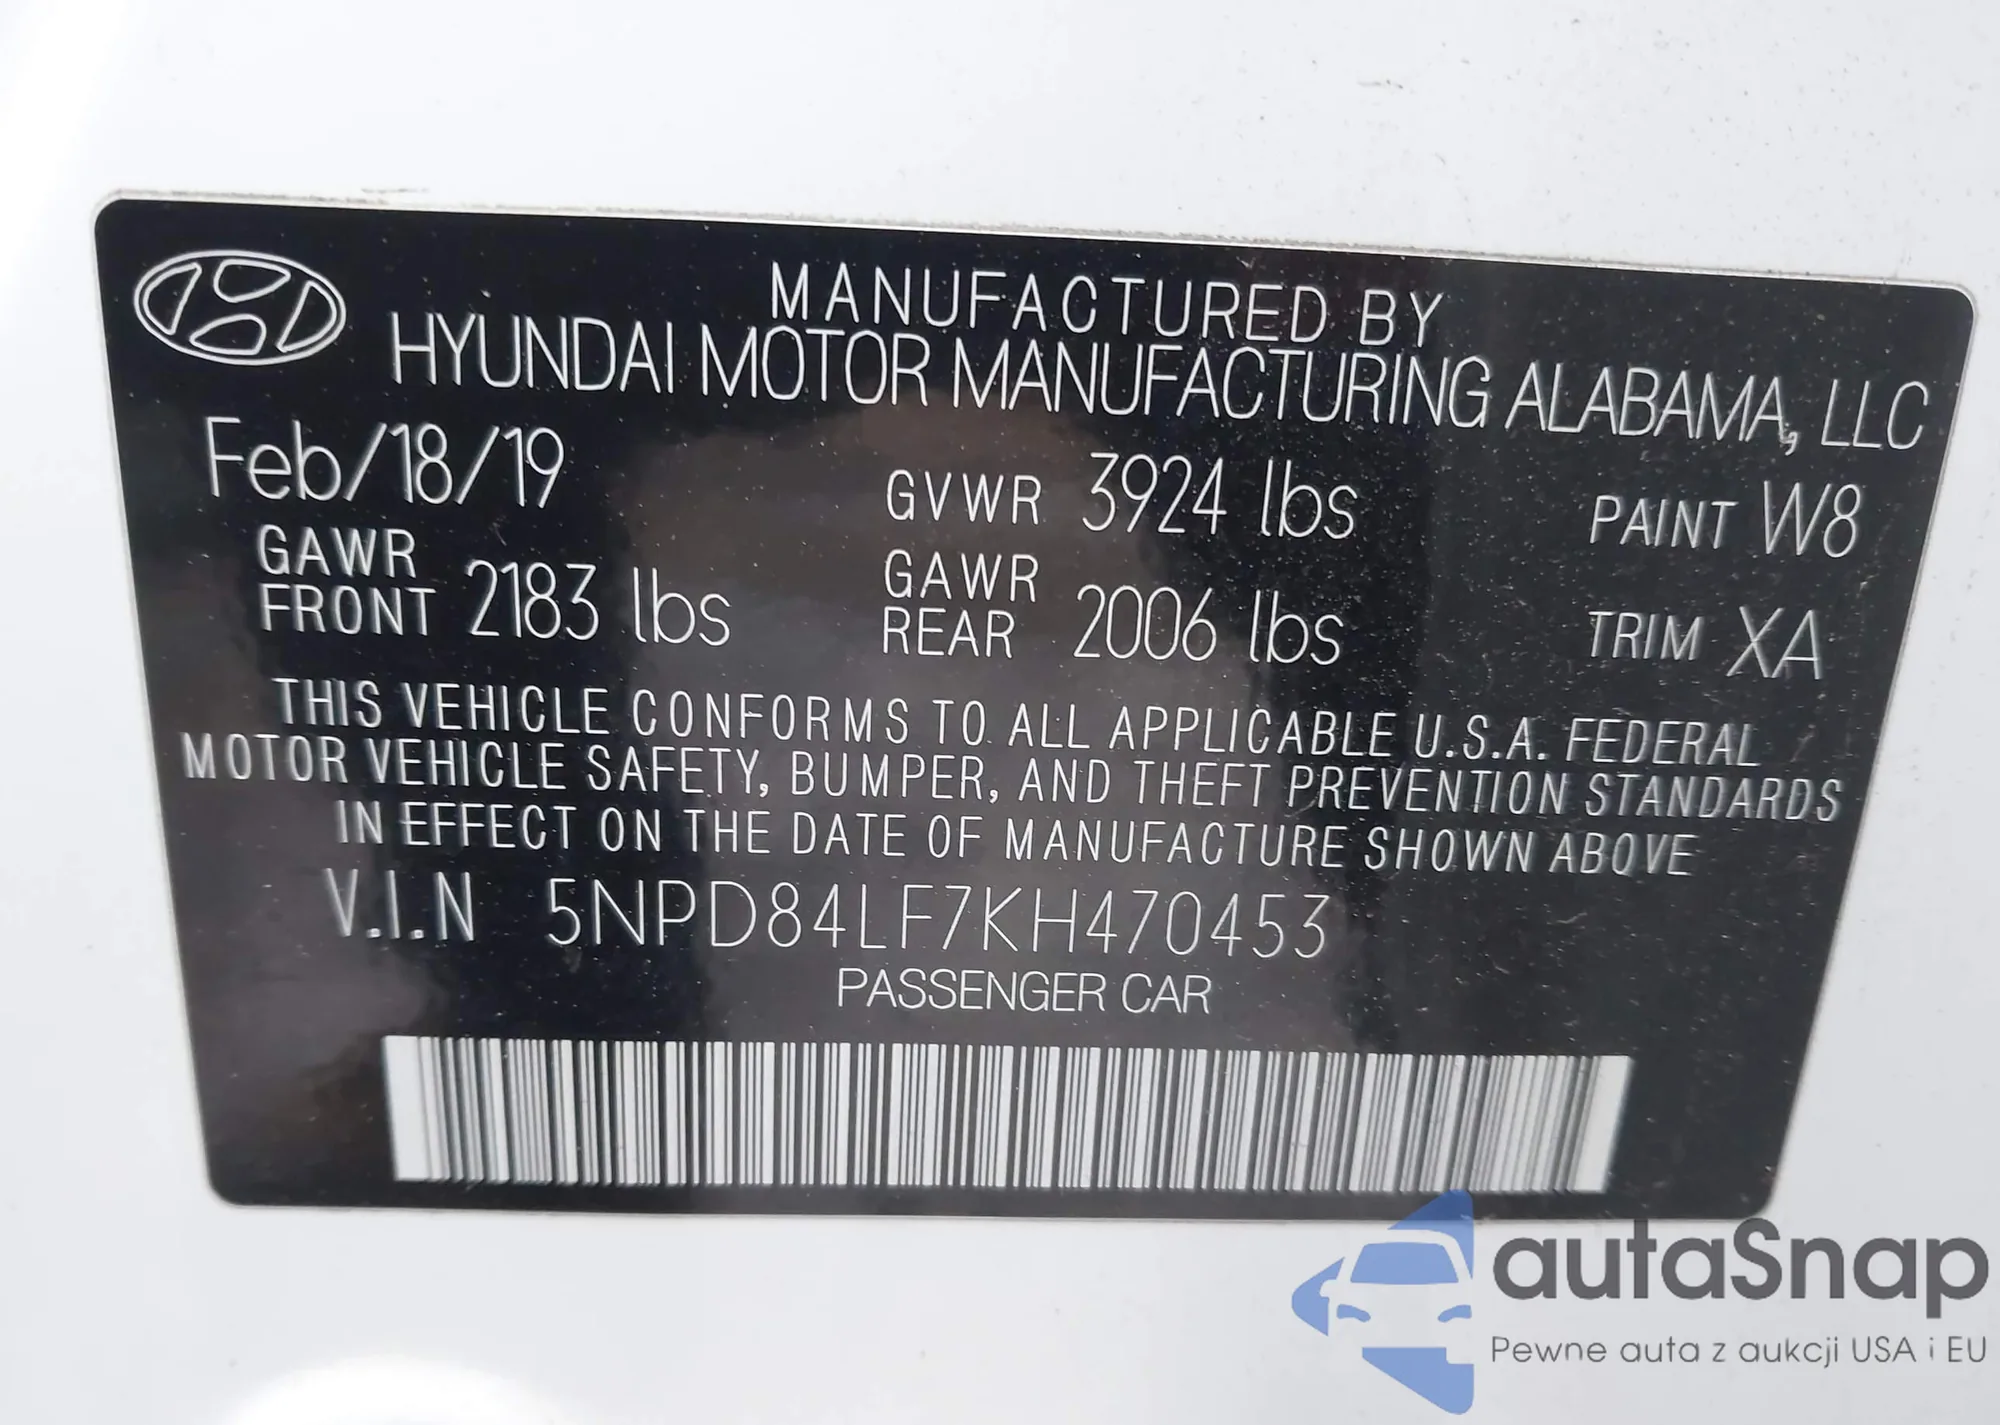 MANUFACTURED BY
HYUNDAI MOTOR MANUFACTURING ALABAMA, LLC
Feb/18/19
GVWR 3924 lbs
PAINT W8
GAWR
FRONT 2183 lbs
GAWR
REAR 2006 lbs
TRIM XA
THIS VEHICLE CONFORMS TO ALL APPLICABLE U.S.A. FEDERAL
MOTOR VEHICLE SAFETY, BUMPER, AND THEFT PREVENTION STANDARDS
IN EFFECT ON THE DATE OF MANUFACTURE SHOWN ABOVE
V.I.N 5NPD84LF7KH470453
PASSENGER CAR
autaSnap
Pewne auta z aukcji USA i EU